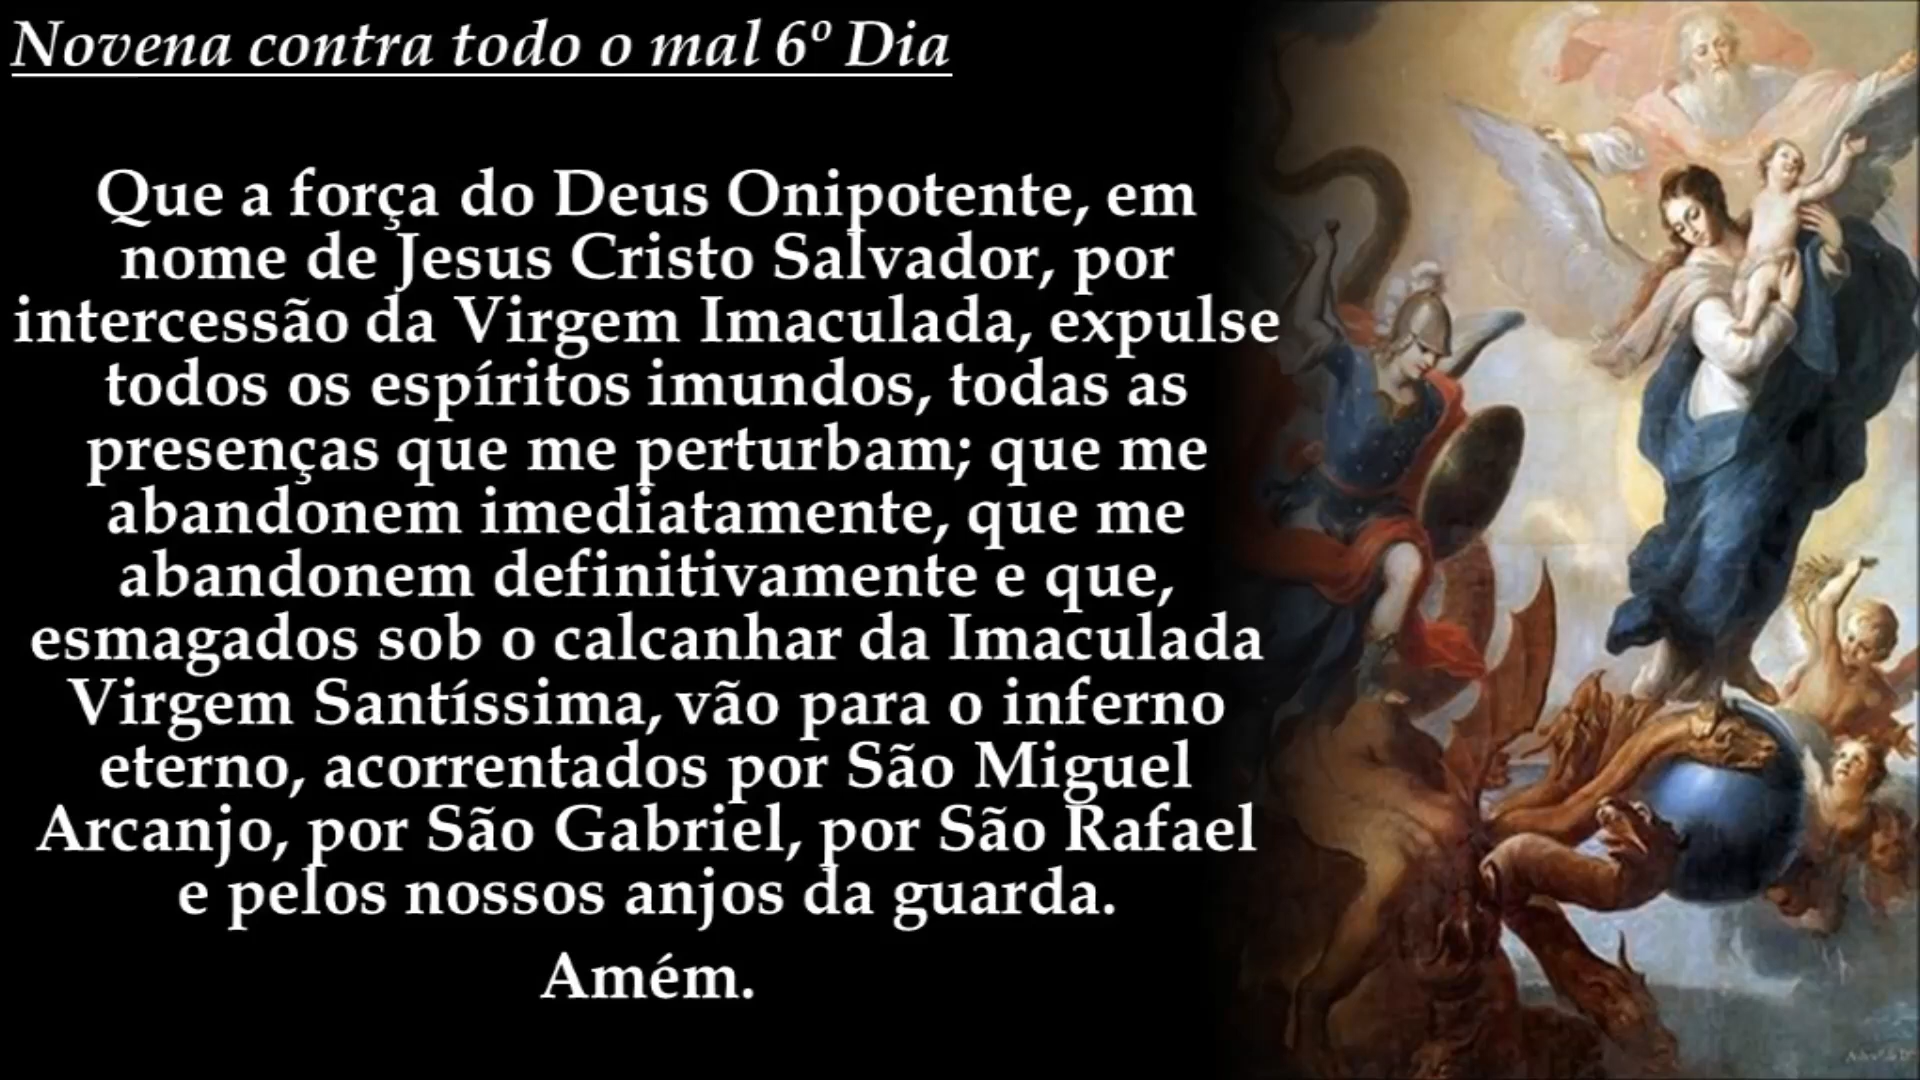 Novena contra todo o mal 6º Dia
Que a força do Deus Onipotente, em
nome de Jesus Cristo Salvador, por
intercessão da Virgem Imaculada, expulse
todos os espíritos imundos, todas as
presenças que me perturbam; que me
abandonem imediatamente, que me
abandonem definitivamente e que,
esmagados sob o calcanhar da Imaculada
Virgem Santíssima, vão para o inferno
eterno, acorrentados por São Miguel
Arcanjo, por São Gabriel, por São Rafael
e pelos nossos anjos da guarda.
Amém.